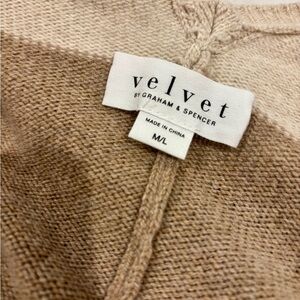 velvet
BY GRAHAM & SPENCER
MADE IN CHINA
M/L